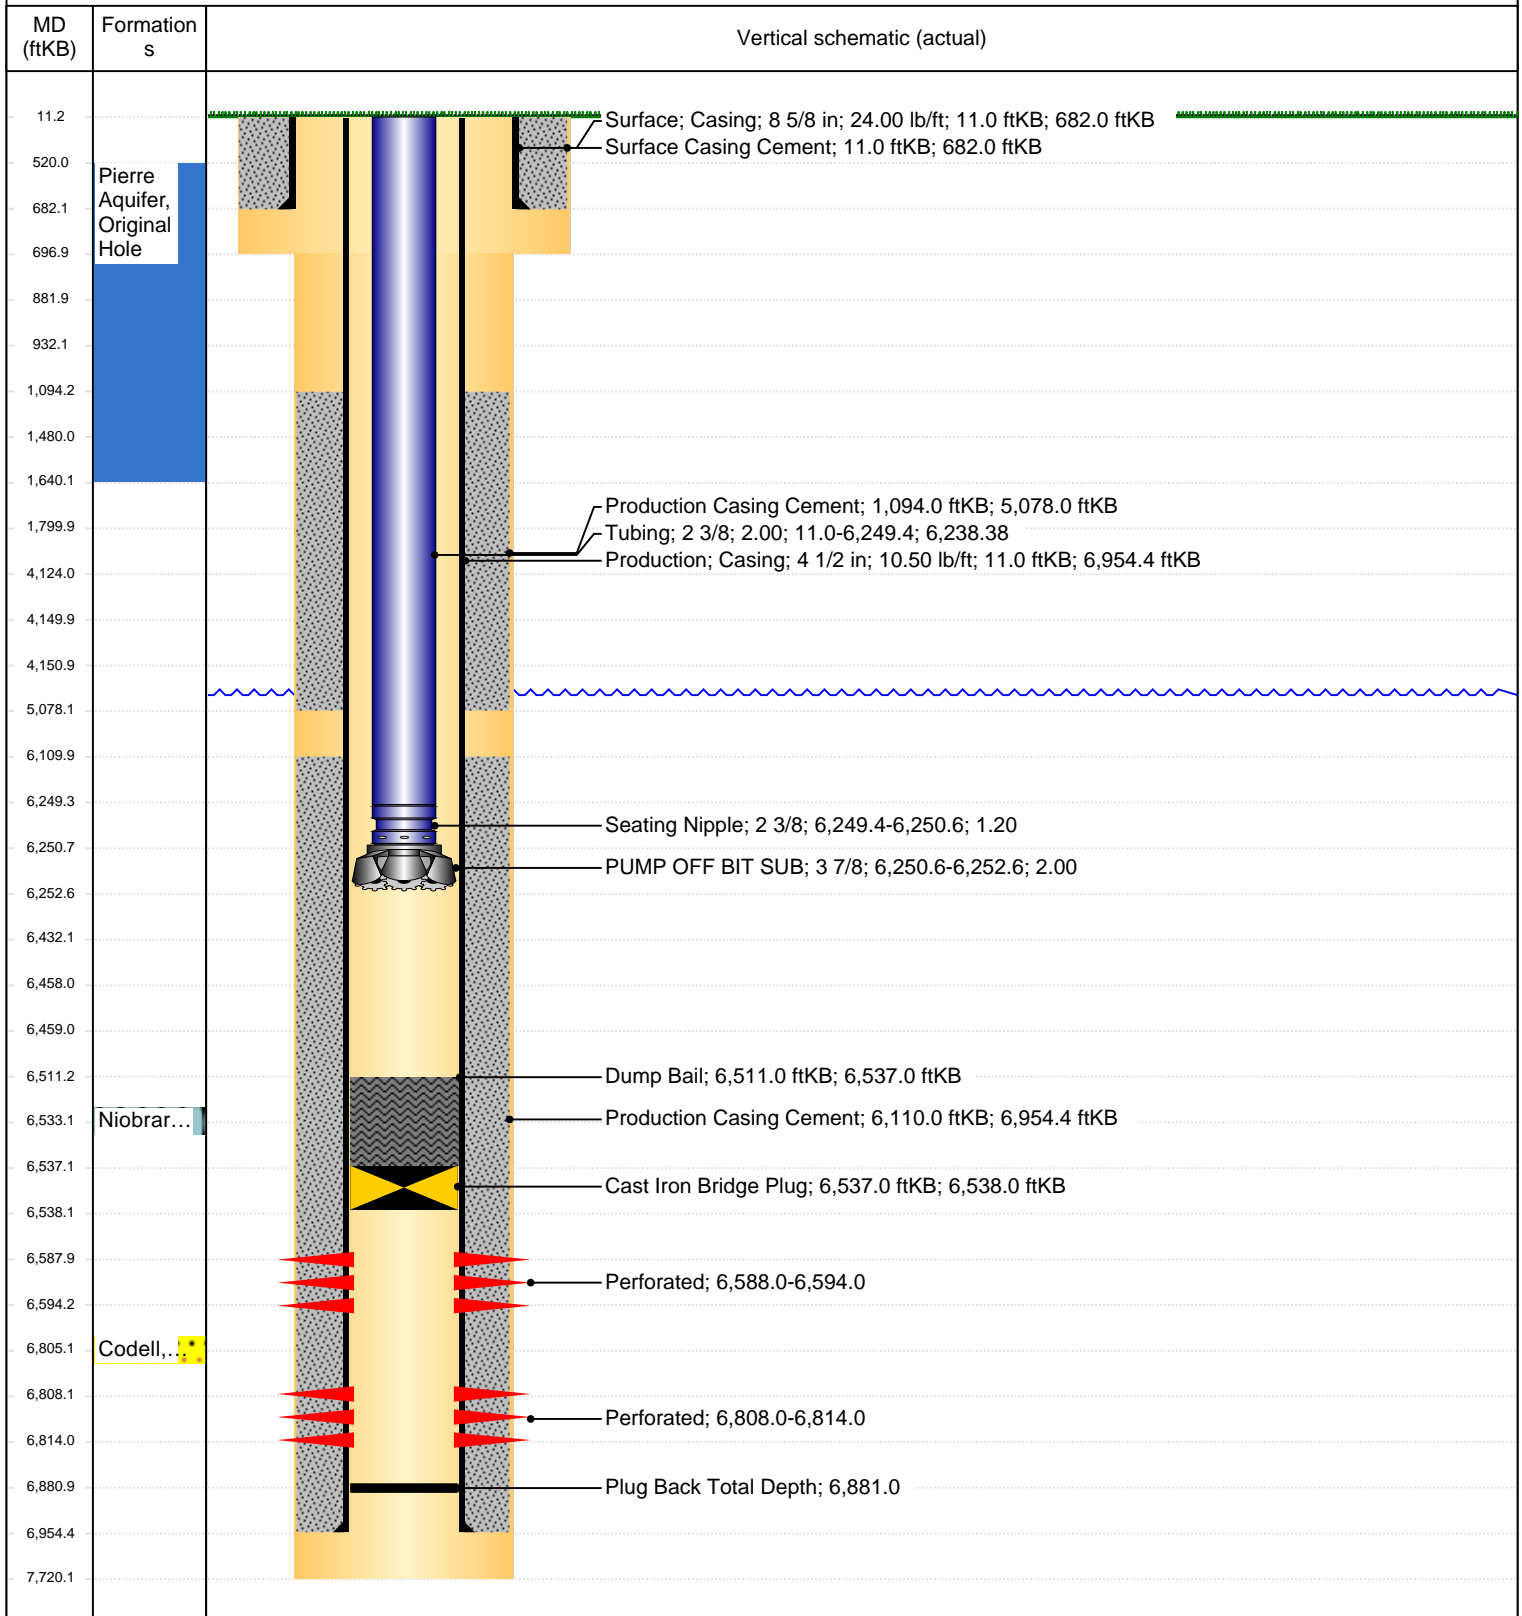 MD
(ftKB)
Formation
s
Vertical schematic (actual)
11.2
Surface; Casing; 8 5/8 in; 24.00 lb/ft; 11.0 ftKB; 682.0 ftKB
Surface Casing Cement; 11.0 ftKB; 682.0 ftKB
520.0
Pierre
Aquifer,
Original
Hole
682.1
696.9
881.9
932.1
1,094.2
1,480.0
1,640.1
Production Casing Cement; 1,094.0 ftKB; 5,078.0 ftKB
1,799.9
Tubing; 2 3/8; 2.00; 11.0-6,249.4; 6,238.38
Production; Casing; 4 1/2 in; 10.50 lb/ft; 11.0 ftKB; 6,954.4 ftKB
4,124.0
4,149.9
4,150.9
5,078.1
6,109.9
6,249.3
Seating Nipple; 2 3/8; 6,249.4-6,250.6; 1.20
6,250.7
PUMP OFF BIT SUB; 3 7/8; 6,250.6-6,252.6; 2.00
6,252.6
6,432.1
6,458.0
6,459.0
6,511.2
Dump Bail; 6,511.0 ftKB; 6,537.0 ftKB
6,533.1
Niobrar...
Production Casing Cement; 6,110.0 ftKB; 6,954.4 ftKB
6,537.1
Cast Iron Bridge Plug; 6,537.0 ftKB; 6,538.0 ftKB
6,538.1
6,587.9
Perforated; 6,588.0-6,594.0
6,594.2
6,805.1
Codell,...
6,808.1
Perforated; 6,808.0-6,814.0
6,814.0
6,880.9
Plug Back Total Depth; 6,881.0
6,954.4
7,720.1